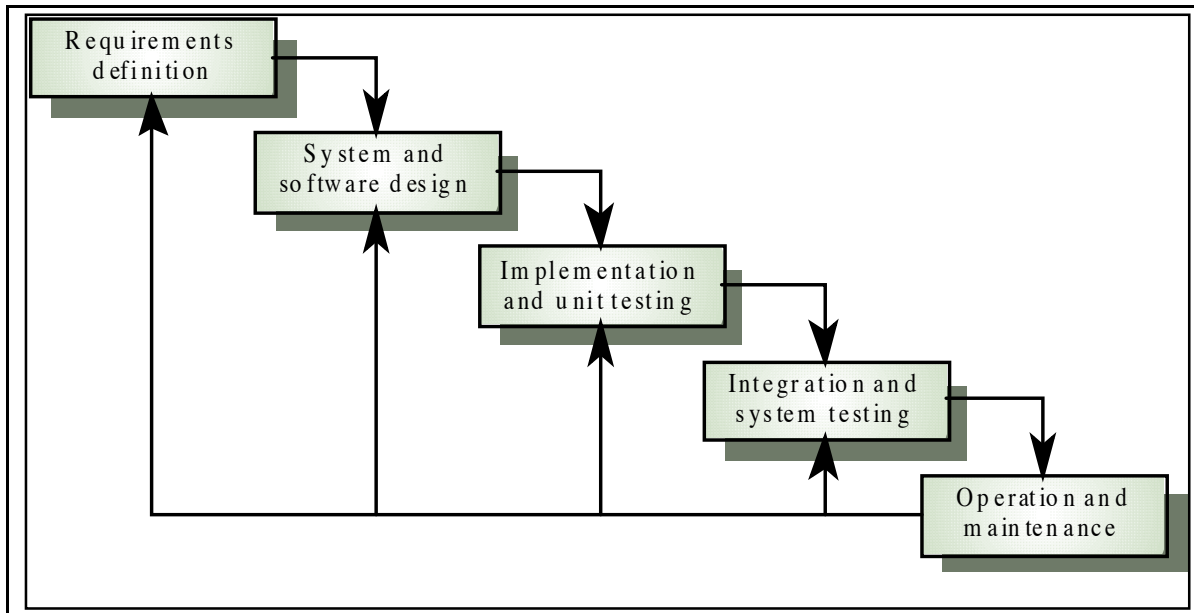 Requirements
definition
System and
software design
Implementation
and unit testing
Integration and
system testing
Operation and
maintenance